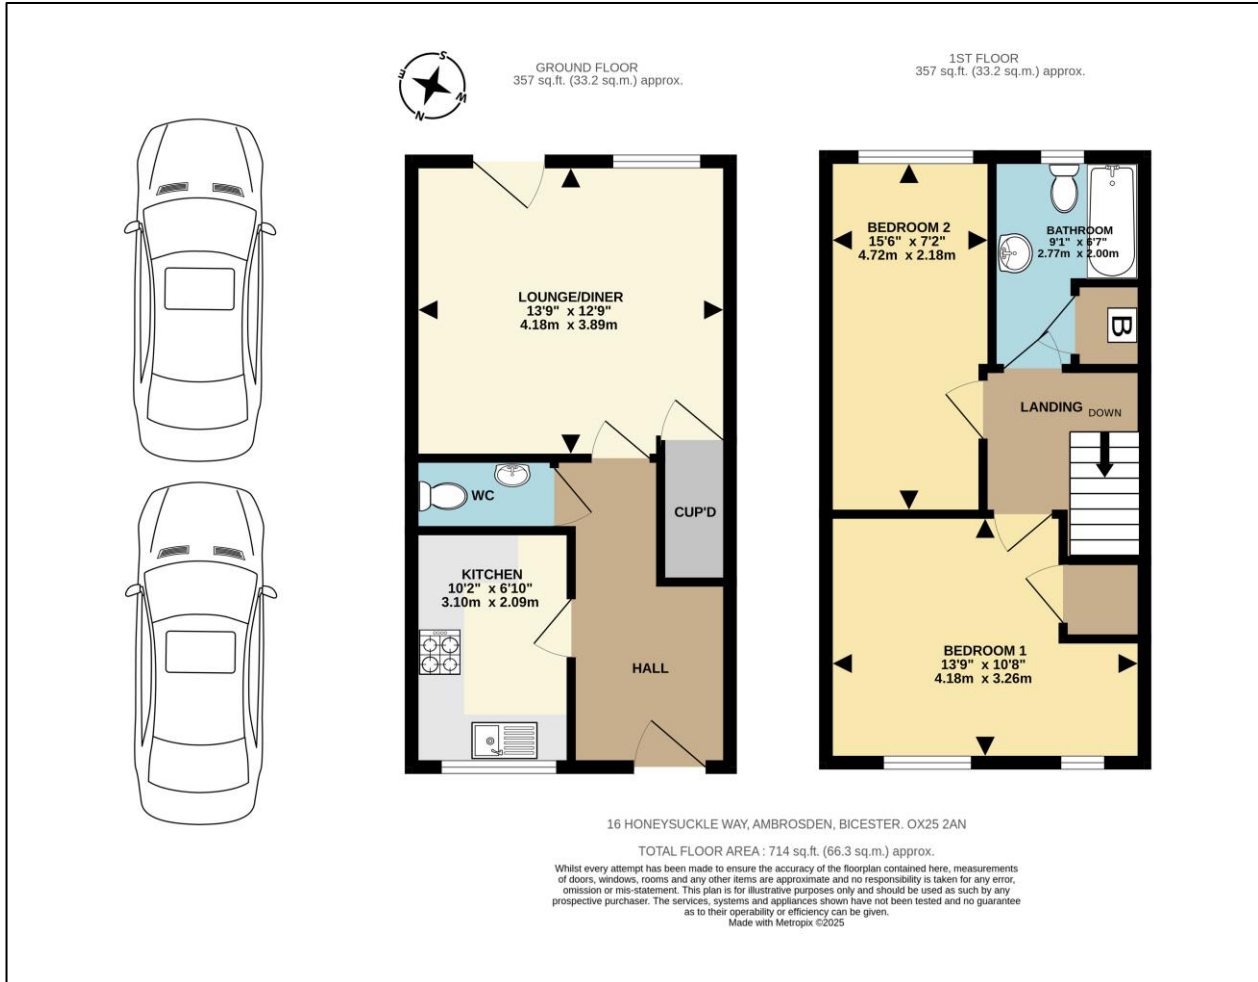 GROUND FLOOR
357 sq.ft. (33.2 sq.m.) approx.
S
E
W
N
LOUNGE/DINER
13'9" x 12'9"
4.18m x 3.89m
WC
CUP'D
KITCHEN
10'2" x 6'10"
3.10m x 2.09m
HALL
1ST FLOOR
357 sq.ft. (33.2 sq.m.) approx.
BEDROOM 2
15'6" x 7'2"
4.72m x 2.18m
BATHROOM
9'1" x 6'7"
2.77m x 2.00m
B
LANDING
DOWN
BEDROOM 1
13'9" x 10'8"
4.18m x 3.26m
16 HONEYSUCKLE WAY, AMBROSDEN, BICESTER. OX25 2AN
TOTAL FLOOR AREA : 714 sq.ft. (66.3 sq.m.) approx.
Whilst every attempt has been made to ensure the accuracy of the floorplan contained here, measurements
of doors, windows, rooms and any other items are approximate and no responsibility is taken for any error,
omission or mis-statement. This plan is for illustrative purposes only and should be used as such by any
prospective purchaser. The services, systems and appliances shown have not been tested and no guarantee
as to their operability or efficiency can be given.
Made with Metropix ©2025